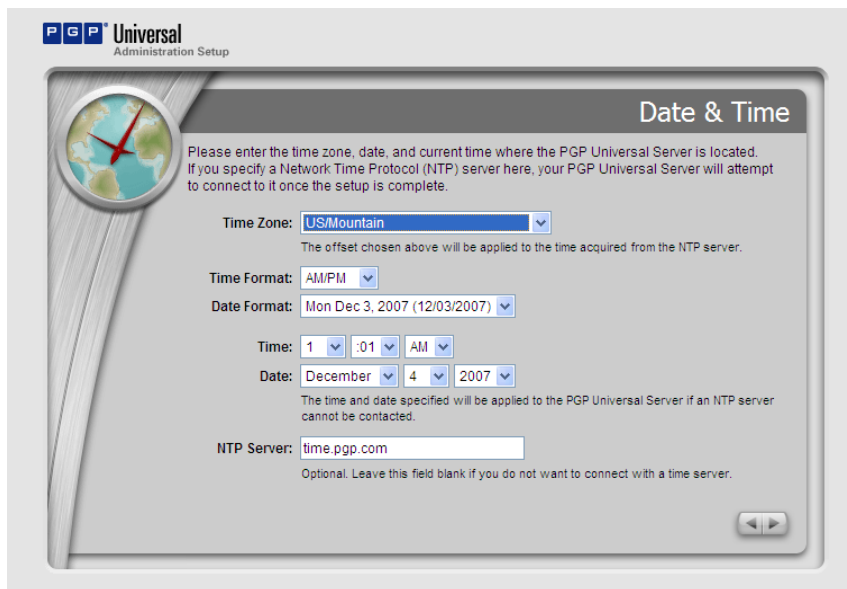 PGP® Universal
Administration Setup
Date & Time
Please enter the time zone, date, and current time where the PGP Universal Server is located.
If you specify a Network Time Protocol (NTP) server here, your PGP Universal Server will attempt
to connect to it once the setup is complete.
Time Zone: US/Mountain
The offset chosen above will be applied to the time acquired from the NTP server.
Time Format: AM/PM
Date Format: Mon Dec 3, 2007 (12/03/2007)
Time: 1 :01 AM
Date: December 4 2007
The time and date specified will be applied to the PGP Universal Server if an NTP server
cannot be contacted.
NTP Server: time.pgp.com
Optional. Leave this field blank if you do not want to connect with a time server.